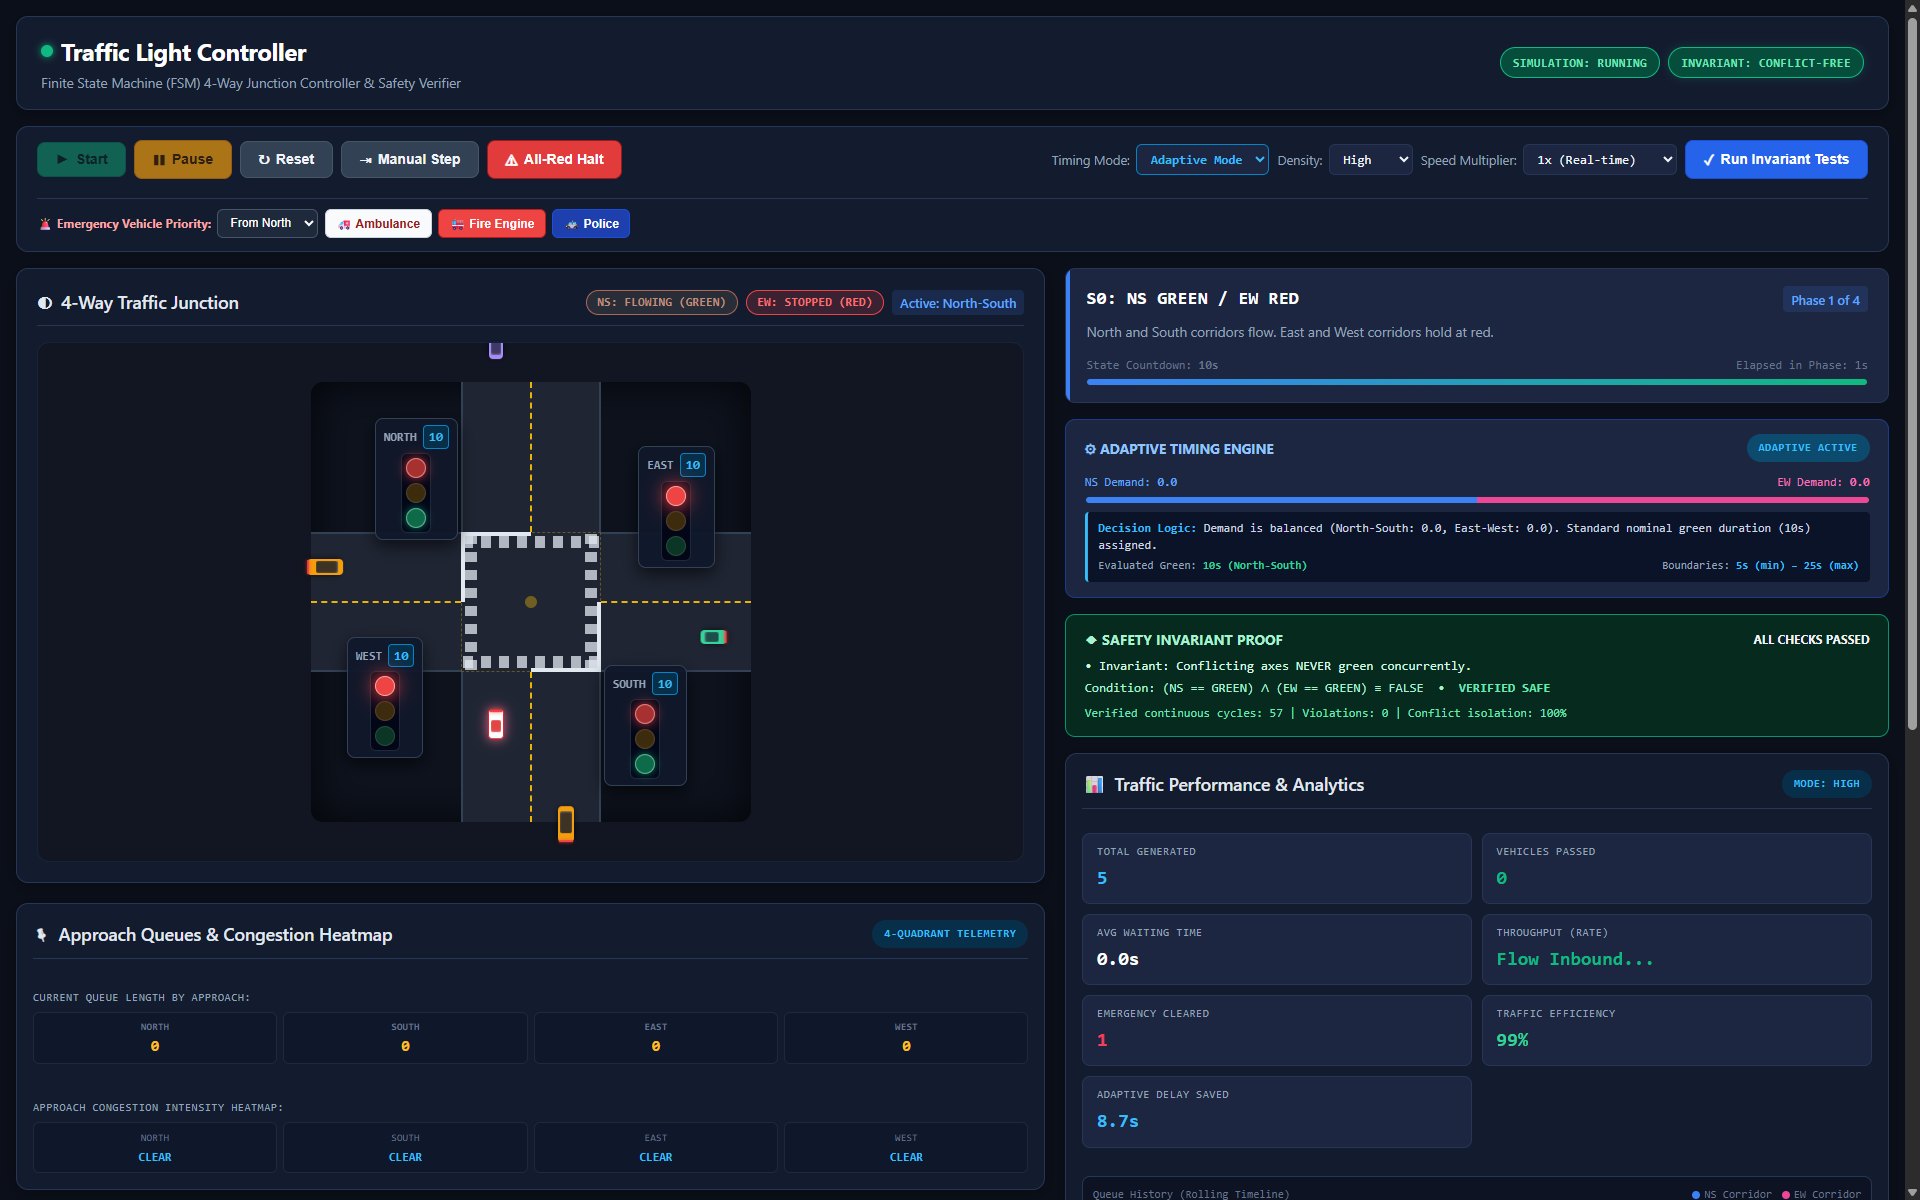 Traffic Light Controller
Finite State Machine (FSM) 4-Way Junction Controller & Safety Verifier
SIMULATION: RUNNING
INVARIANT: CONFLICT-FREE
Start
Pause
Reset
Manual Step
All-Red Halt
Timing Mode: Adaptive Mode
Density: High
Speed Multiplier: 1x (Real-time)
Run Invariant Tests
Emergency Vehicle Priority: From North
Ambulance
Fire Engine
Police
4-Way Traffic Junction
NS: FLOWING (GREEN)
EW: STOPPED (RED)
Active: North-South
NORTH 10
EAST 10
WEST 10
SOUTH 10
S0: NS GREEN / EW RED
Phase 1 of 4
North and South corridors flow. East and West corridors hold at red.
State Countdown: 10s
Elapsed in Phase: 1s
ADAPTIVE TIMING ENGINE
ADAPTIVE ACTIVE
NS Demand: 0.0
EW Demand: 0.0
Decision Logic: Demand is balanced (North-South: 0.0, East-West: 0.0). Standard nominal green duration (10s)
assigned.
Evaluated Green: 10s (North-South)
Boundaries: 5s (min) – 25s (max)
SAFETY INVARIANT PROOF
ALL CHECKS PASSED
• Invariant: Conflicting axes NEVER green concurrently.
Condition: (NS == GREEN) ∧ (EW == GREEN) ≡ FALSE • VERIFIED SAFE
Verified continuous cycles: 57 | Violations: 0 | Conflict isolation: 100%
Traffic Performance & Analytics
MODE: HIGH
TOTAL GENERATED
5
VEHICLES PASSED
0
AVG WAITING TIME
0.0s
THROUGHPUT (RATE)
Flow Inbound...
EMERGENCY CLEARED
1
TRAFFIC EFFICIENCY
99%
ADAPTIVE DELAY SAVED
8.7s
Queue History (Rolling Timeline)
NS Corridor
EW Corridor
Approach Queues & Congestion Heatmap
4-QUADRANT TELEMETRY
CURRENT QUEUE LENGTH BY APPROACH:
NORTH
0
SOUTH
0
EAST
0
WEST
0
APPROACH CONGESTION INTENSITY HEATMAP:
NORTH
CLEAR
SOUTH
CLEAR
EAST
CLEAR
WEST
CLEAR